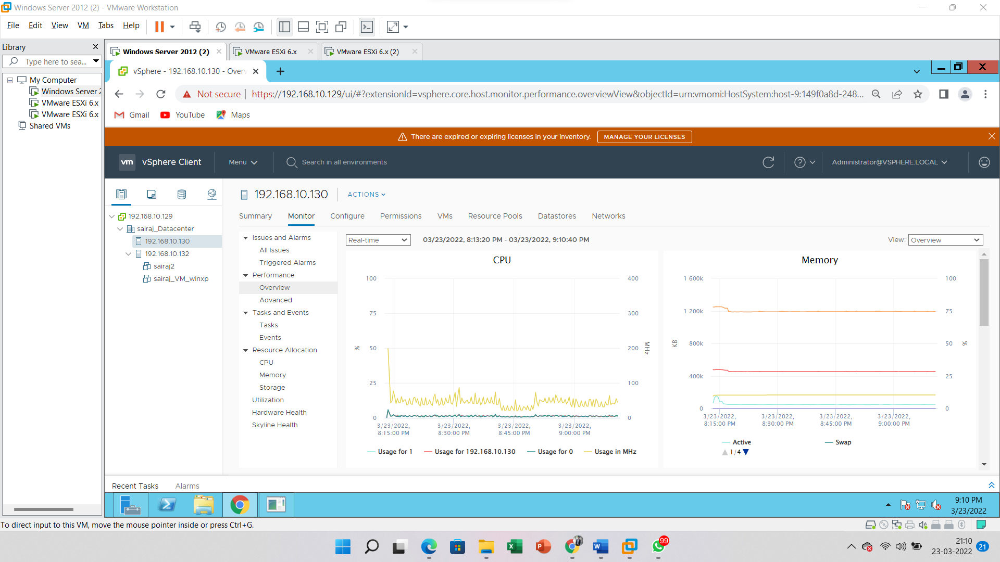 Windows Server 2012 (2) - VMware Workstation
File Edit View VM Tabs Help
Library
Type here to sea...
My Computer
Windows Server 2
VMware ESXi 6.x
VMware ESXi 6.x
Shared VMs
Windows Server 2012 (2)
VMware ESXi 6.x
VMware ESXi 6.x (2)
vSphere - 192.168.10.130 - Over
Not secure
https://192.168.10.129/ui/#?extensionId=vsphere.core.host.monitor.performance.overviewView&objectId=urn:vmomi:HostSystem:host-9:149f0a8d-248...
Gmail YouTube Maps
There are expired or expiring licenses in your inventory. MANAGE YOUR LICENSES
vm vSphere Client Menu Search in all environments Administrator@VSPHERE.LOCAL
192.168.10.129
sairaj_Datacenter
192.168.10.130
192.168.10.132
sairaj2
sairaj_VM_winxp
192.168.10.130 ACTIONS
Summary Monitor Configure Permissions VMs Resource Pools Datastores Networks
Issues and Alarms
All Issues
Triggered Alarms
Performance
Overview
Advanced
Tasks and Events
Tasks
Events
Resource Allocation
CPU
Memory
Storage
Utilization
Hardware Health
Skyline Health
Real-time 03/23/2022, 8:13:20 PM - 03/23/2022, 9:10:40 PM View: Overview
CPU
100 400
75 300
% 50 200 MHz
25 100
0 0
3/23/2022, 3/23/2022, 3/23/2022, 3/23/2022,
8:15:00 PM 8:30:00 PM 8:45:00 PM 9:00:00 PM
Usage for 1 Usage for 192.168.10.130 Usage for 0 Usage in MHz
Memory
1 600k 100
1 200k 75
KB 800k 50 %
400k 25
0 0
3/23/2022, 3/23/2022, 3/23/2022, 3/23/2022,
8:15:00 PM 8:30:00 PM 8:45:00 PM 9:00:00 PM
Active Swap
1/4
Recent Tasks Alarms
9:10 PM
3/23/2022
To direct input to this VM, move the mouse pointer inside or press Ctrl+G.
99
21:10
23-03-2022
21